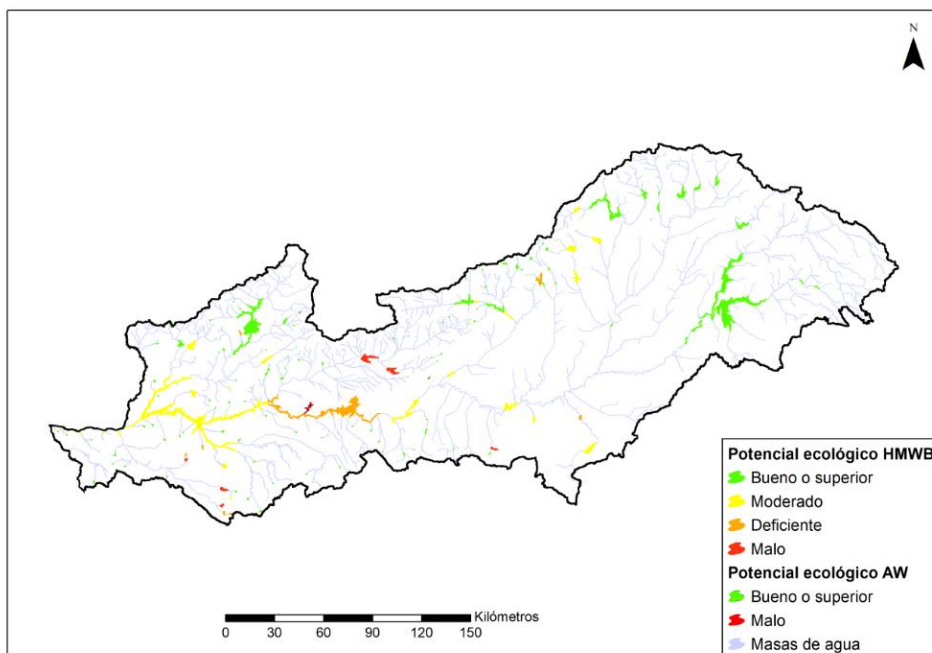 N
Potencial ecológico HMWB
Bueno o superior
Moderado
Deficiente
Malo
Potencial ecológico AW
Bueno o superior
Malo
Masas de agua
Kilómetros
0 30 60 90 120 150